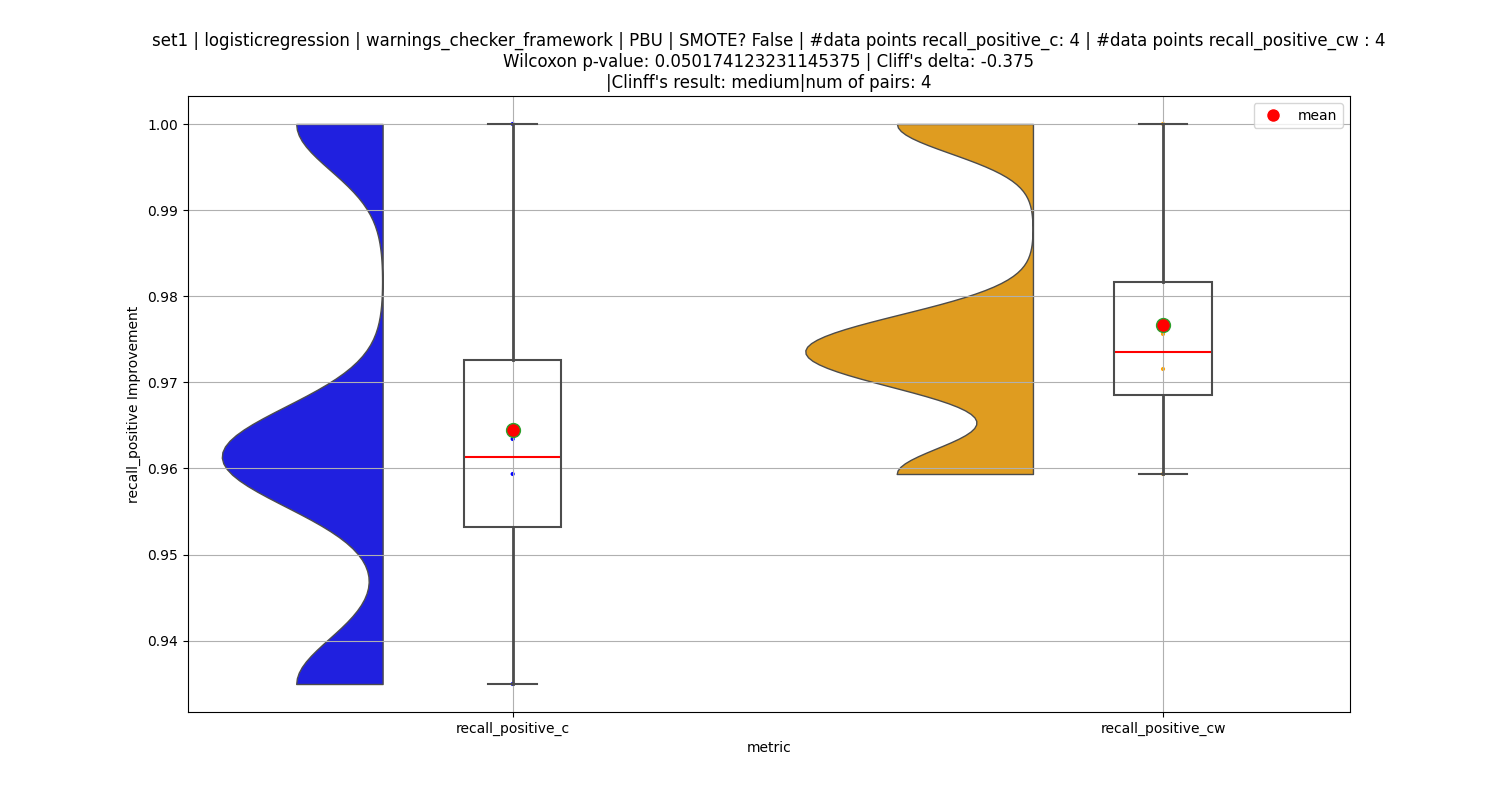 set1 | logisticregression | warnings_checker_framework | PBU | SMOTE? False | #data points recall_positive_c: 4 | #data points recall_positive_cw : 4
Wilcoxon p-value: 0.050174123231145375 | Cliff's delta: -0.375
|Clinff's result: medium|num of pairs: 4
mean
1.00
0.99
0.98
0.97
0.96
0.95
0.94
recall_positive Improvement
recall_positive_c
recall_positive_cw
metric